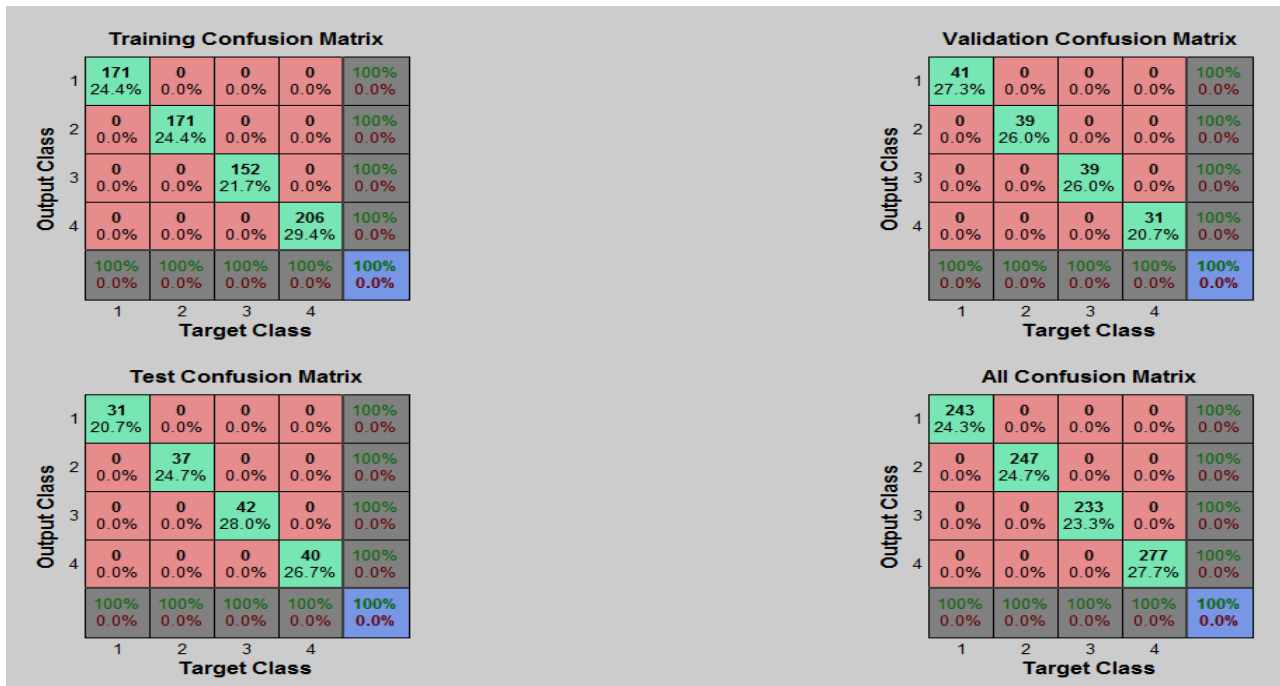 Training Confusion Matrix
Output Class
1 171 0 0 0 100%
24.4% 0.0% 0.0% 0.0% 0.0%
2 0 171 0 0 100%
0.0% 24.4% 0.0% 0.0% 0.0%
3 0 0 152 0 100%
0.0% 0.0% 21.7% 0.0% 0.0%
4 0 0 0 206 100%
0.0% 0.0% 0.0% 29.4% 0.0%
100% 100% 100% 100% 100%
0.0% 0.0% 0.0% 0.0% 0.0%
1 2 3 4
Target Class
Validation Confusion Matrix
Output Class
1 41 0 0 0 100%
27.3% 0.0% 0.0% 0.0% 0.0%
2 0 39 0 0 100%
0.0% 26.0% 0.0% 0.0% 0.0%
3 0 0 39 0 100%
0.0% 0.0% 26.0% 0.0% 0.0%
4 0 0 0 31 100%
0.0% 0.0% 0.0% 20.7% 0.0%
100% 100% 100% 100% 100%
0.0% 0.0% 0.0% 0.0% 0.0%
1 2 3 4
Target Class
Test Confusion Matrix
Output Class
1 31 0 0 0 100%
20.7% 0.0% 0.0% 0.0% 0.0%
2 0 37 0 0 100%
0.0% 24.7% 0.0% 0.0% 0.0%
3 0 0 42 0 100%
0.0% 0.0% 28.0% 0.0% 0.0%
4 0 0 0 40 100%
0.0% 0.0% 0.0% 26.7% 0.0%
100% 100% 100% 100% 100%
0.0% 0.0% 0.0% 0.0% 0.0%
1 2 3 4
Target Class
All Confusion Matrix
Output Class
1 243 0 0 0 100%
24.3% 0.0% 0.0% 0.0% 0.0%
2 0 247 0 0 100%
0.0% 24.7% 0.0% 0.0% 0.0%
3 0 0 233 0 100%
0.0% 0.0% 23.3% 0.0% 0.0%
4 0 0 0 277 100%
0.0% 0.0% 0.0% 27.7% 0.0%
100% 100% 100% 100% 100%
0.0% 0.0% 0.0% 0.0% 0.0%
1 2 3 4
Target Class